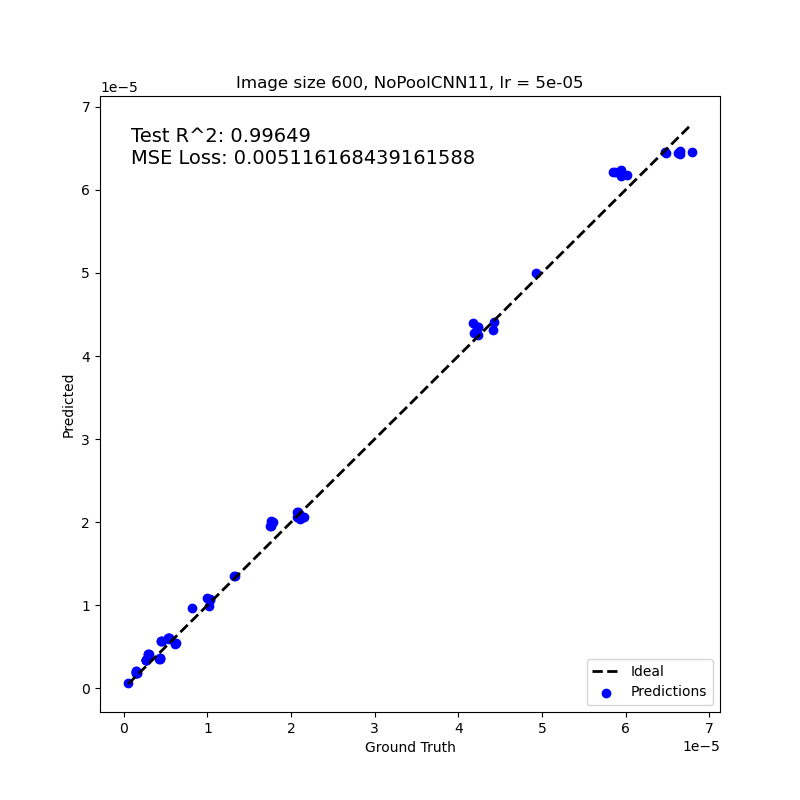 Image size 600, NoPoolCNN11, lr = 5e-05
1e−5
Test R^2: 0.99649
MSE Loss: 0.005116168439161588
7
6
5
4
3
2
1
0
Predicted
Ideal
Predictions
0 1 2 3 4 5 6 7
Ground Truth
1e−5